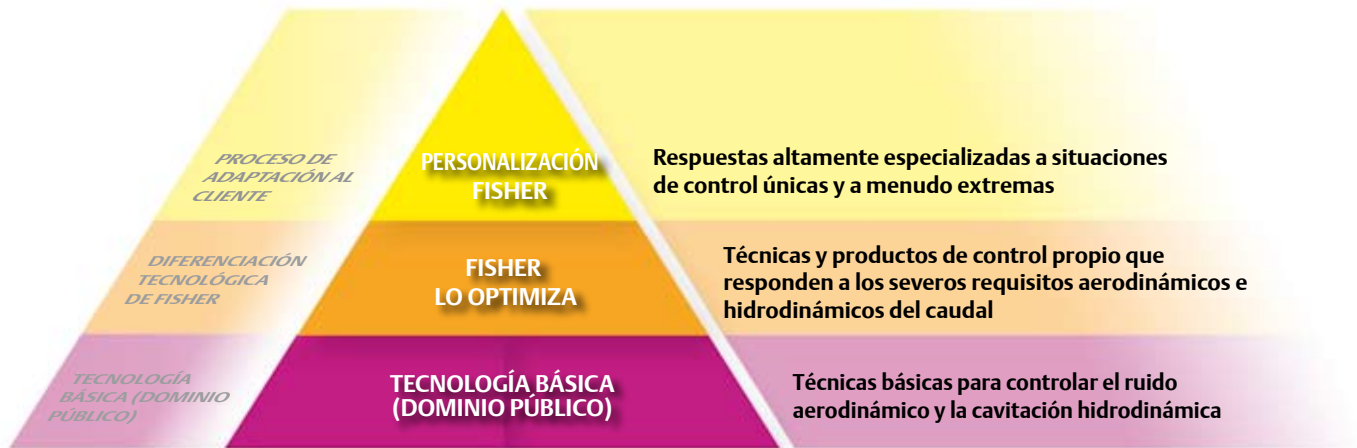 PROCESO DE
ADAPTACIÓN AL
CLIENTE
PERSONALIZACIÓN
FISHER
Respuestas altamente especializadas a situaciones
de control únicas y a menudo extremas
DIFERENCIACIÓN
TECNOLÓGICA
DE FISHER
FISHER
LO OPTIMIZA
Técnicas y productos de control propio que
responden a los severos requisitos aerodinámicos e
hidrodinámicos del caudal
TECNOLOGÍA
BÁSICA (DOMINIO
PÚBLICO)
TECNOLOGÍA BÁSICA
(DOMINIO PÚBLICO)
Técnicas básicas para controlar el ruido
aerodinámico y la cavitación hidrodinámica